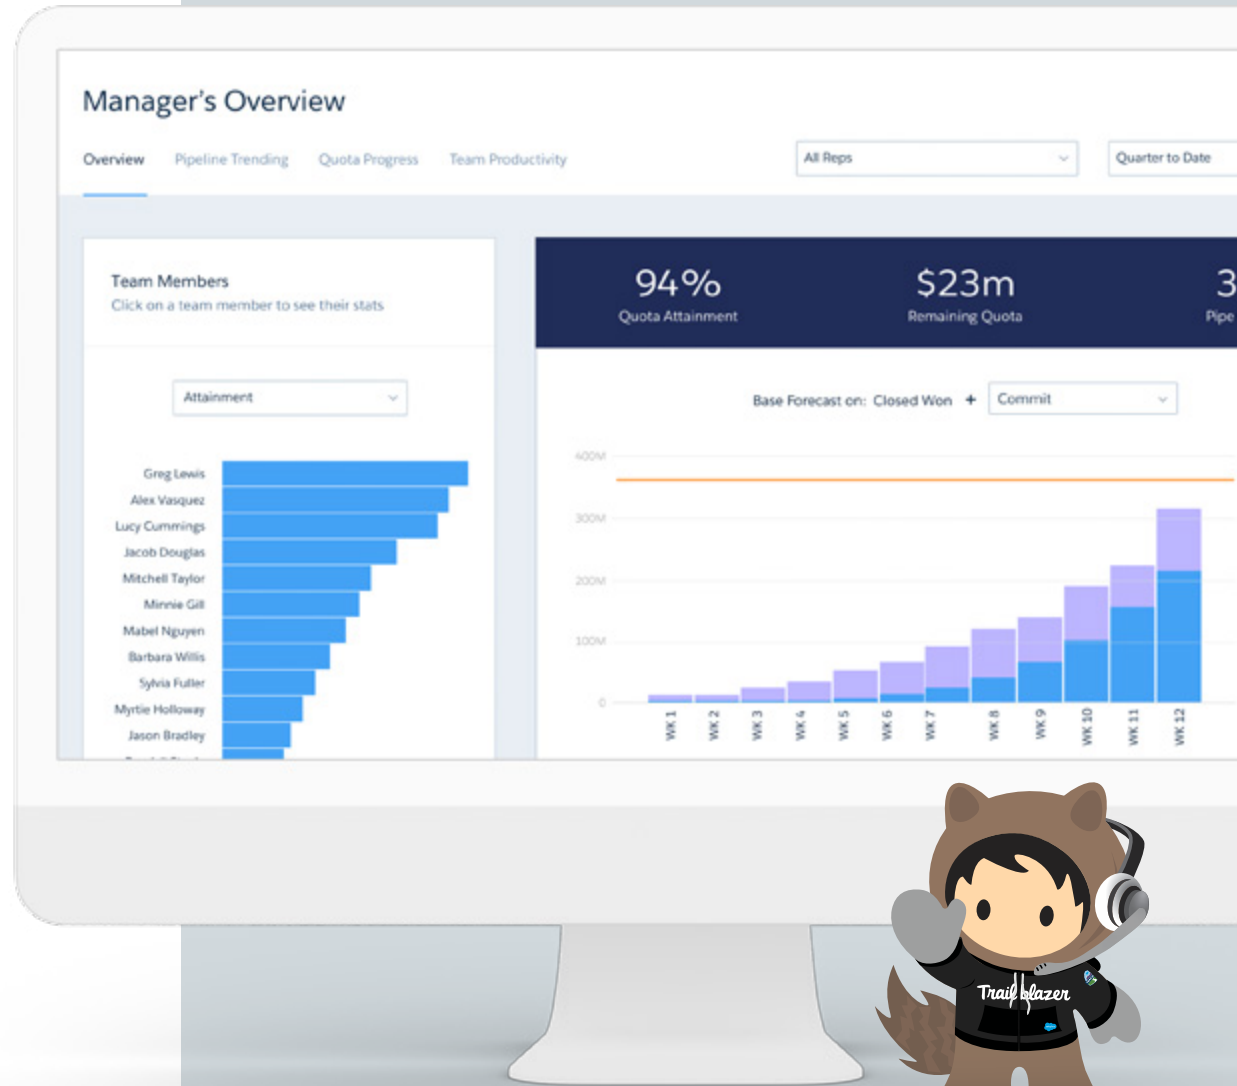 Manager's Overview
Overview Pipeline Trending Quota Progress Team Productivity All Reps Quarter to Date
Team Members
Click on a team member to see their stats
94% $23m 3
Quota Attainment Remaining Quota Pipe
Attainment
Base Forecast on: Closed Won + Commit
Greg Lewis
Alex Vasquez
Lucy Cummings
Jacob Douglas
Mitchell Taylor
Minnie Gill
Mabel Nguyen
Barbara Willis
Sylvia Fuller
Myrtie Holloway
Jason Bradley
400M
300M
200M
100M
0
WK 1 WK 2 WK 3 WK 4 WK 5 WK 6 WK 7 WK 8 WK 9 WK 10 WK 11 WK 12
Trailblazer